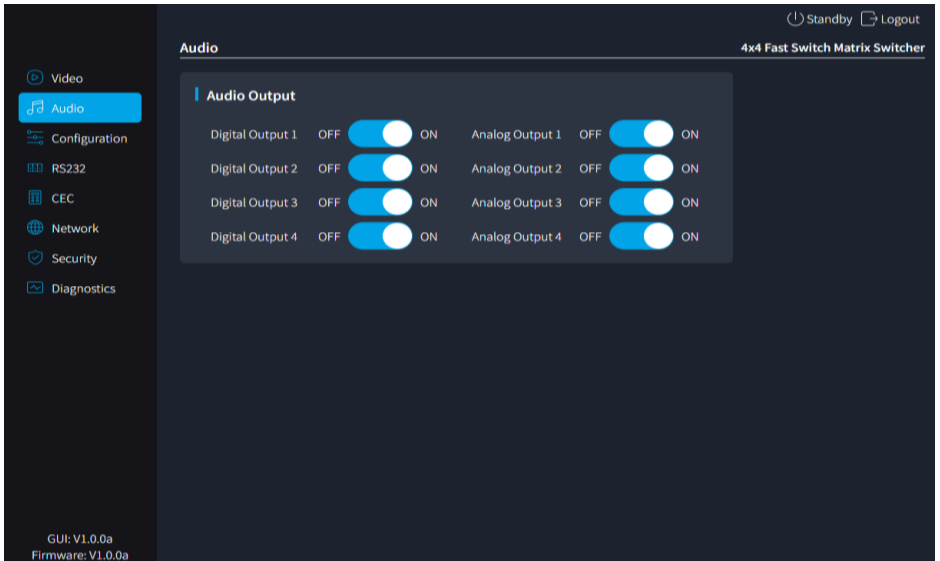 Standby Logout
Audio 4x4 Fast Switch Matrix Switcher
Video
Audio
Configuration
RS232
CEC
Network
Security
Diagnostics
Audio Output
Digital Output 1 OFF ON Analog Output 1 OFF ON
Digital Output 2 OFF ON Analog Output 2 OFF ON
Digital Output 3 OFF ON Analog Output 3 OFF ON
Digital Output 4 OFF ON Analog Output 4 OFF ON
GUI: V1.0.0a
Firmware: V1.0.0a